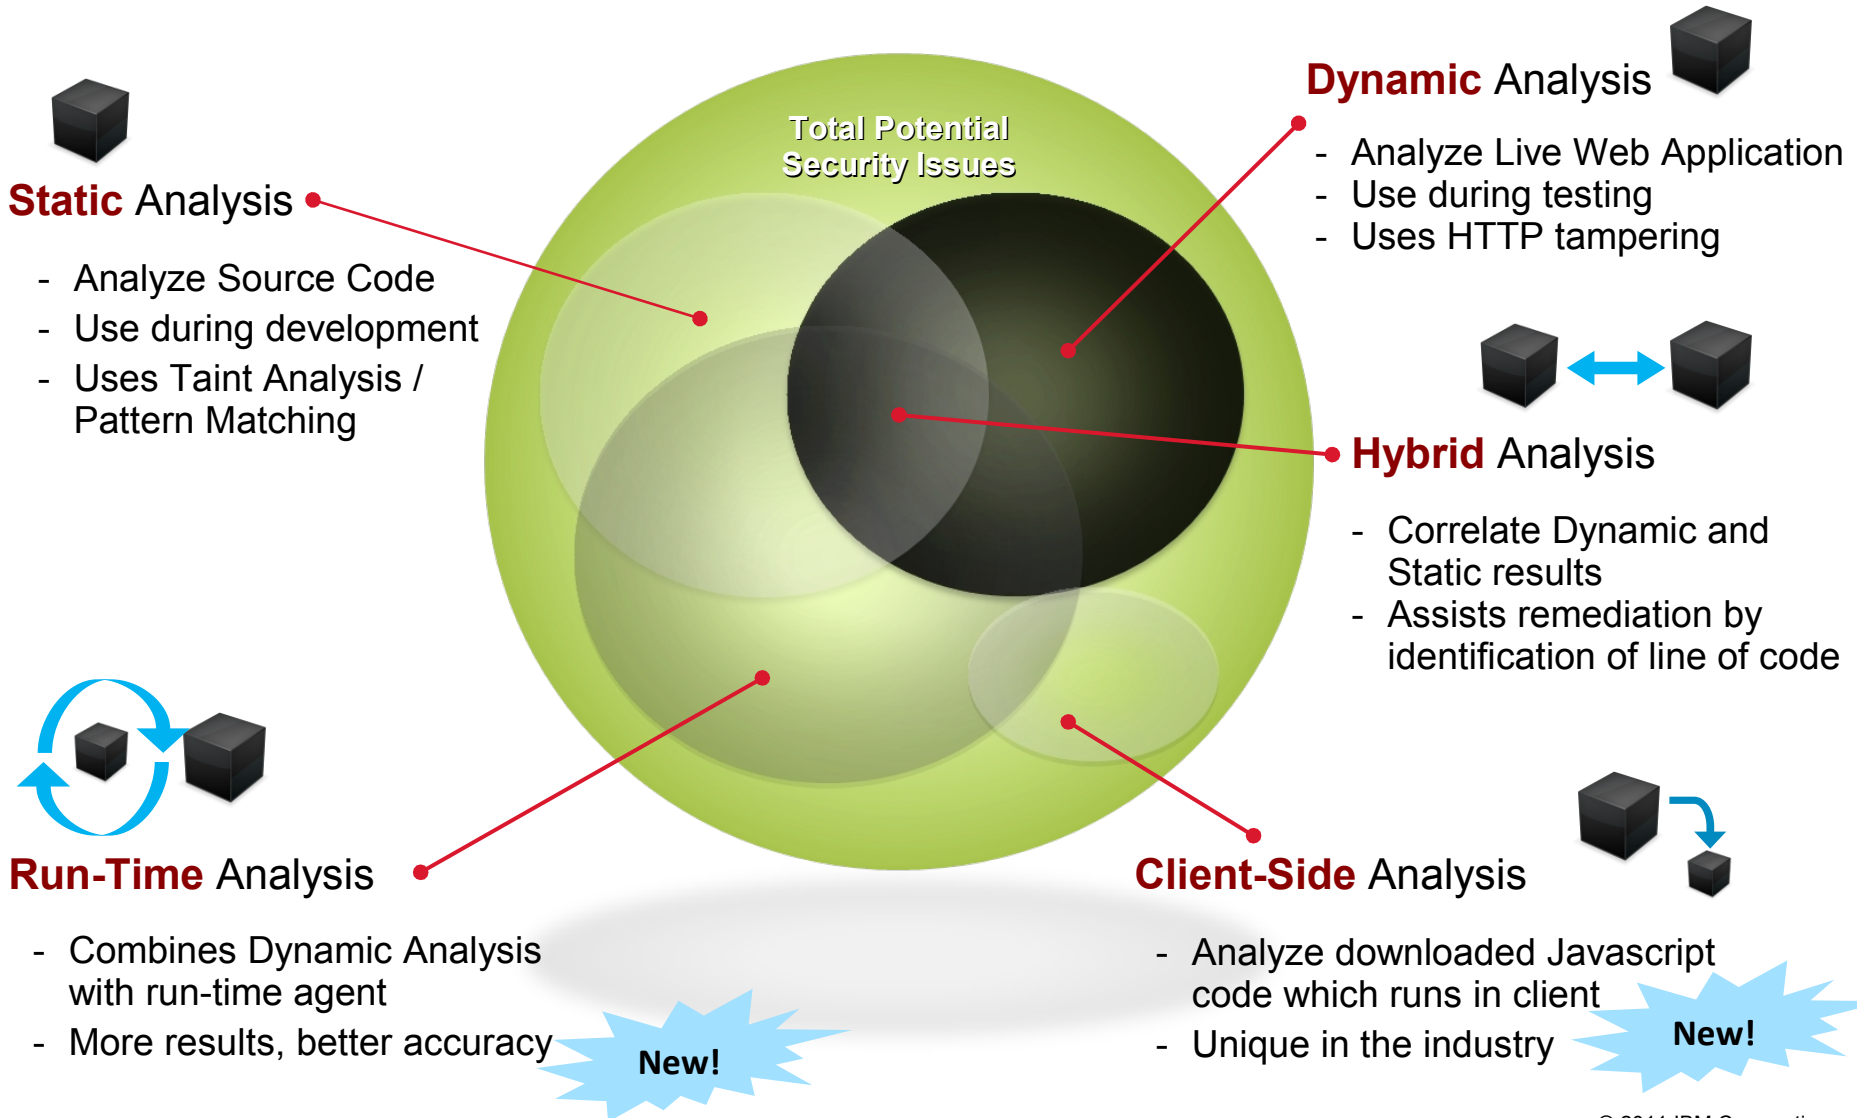 Total Potential
Security Issues
Static Analysis
- Analyze Source Code
- Use during development
- Uses Taint Analysis /
Pattern Matching
Dynamic Analysis
- Analyze Live Web Application
- Use during testing
- Uses HTTP tampering
Hybrid Analysis
- Correlate Dynamic and
Static results
- Assists remediation by
identification of line of code
Run-Time Analysis
- Combines Dynamic Analysis
with run-time agent
- More results, better accuracy
New!
Client-Side Analysis
- Analyze downloaded Javascript
code which runs in client
- Unique in the industry
New!